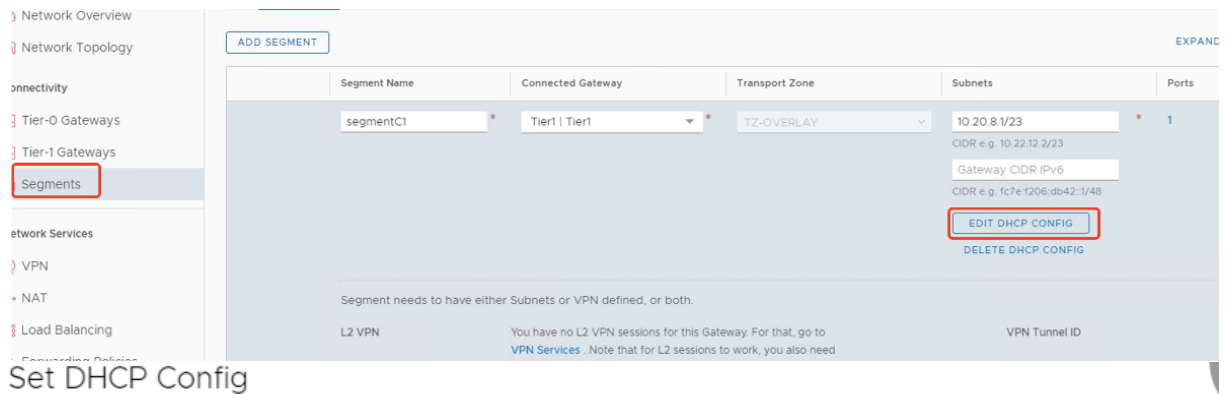 Network Overview
Network Topology
ADD SEGMENT
EXPAND
Segment Name Connected Gateway Transport Zone Subnets Ports
onnectivity
Tier-0 Gateways
Tier-1 Gateways
Segments
segmentC1 * Tier1 | Tier1 * TZ-OVERLAY 10.20.8.1/23 * 1
CIDR e.g. 10.22.12.2/23
Gateway CIDR IPv6
CIDR e.g. fc7e:f206:db42::1/48
EDIT DHCP CONFIG
DELETE DHCP CONFIG
etwork Services
VPN
NAT
Load Balancing
Forwarding Policies
Segment needs to have either Subnets or VPN defined, or both.
L2 VPN You have no L2 VPN sessions for this Gateway. For that, go to VPN Tunnel ID
VPN Services . Note that for L2 sessions to work, you also need
Set DHCP Config